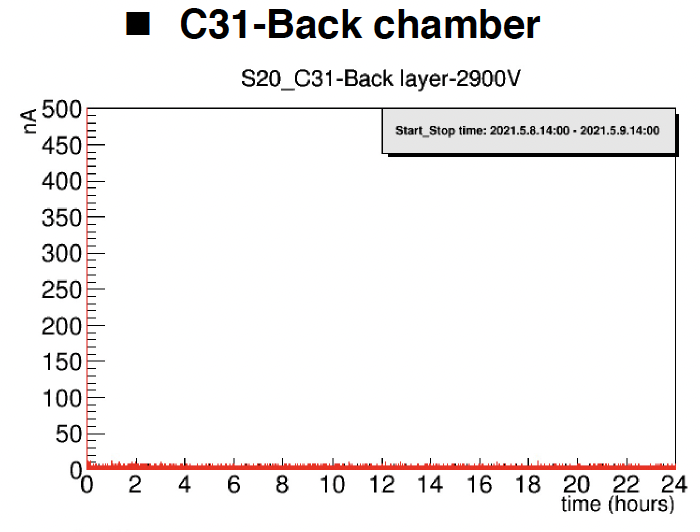 ■ C31-Back chamber
S20_C31-Back layer-2900V
nA
500
Start_Stop time: 2021.5.8.14:00 - 2021.5.9.14:00
450
400
350
300
250
200
150
100
50
0
0 2 4 6 8 10 12 14 16 18 20 22 24
time (hours)